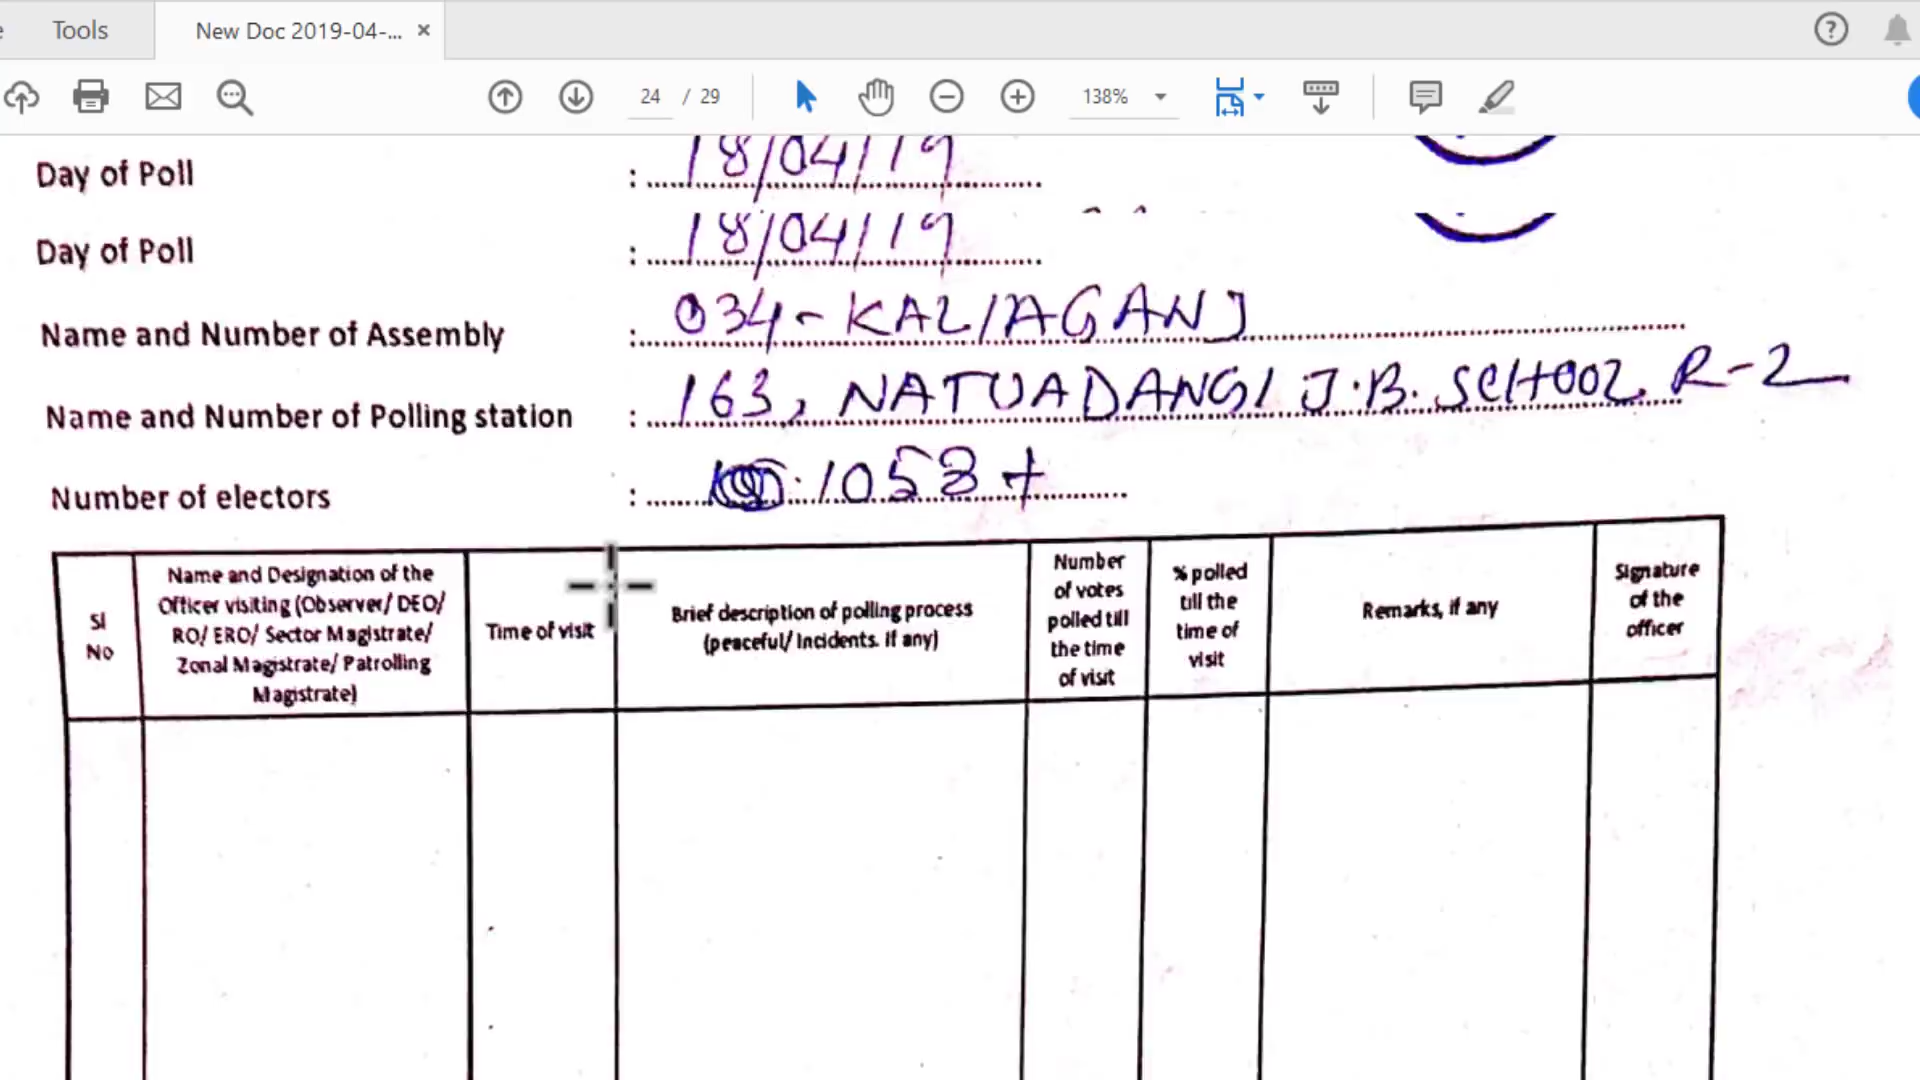 Tools
New Doc 2019-04-...
24 / 29
138%
Day of Poll : 18/04/19
Day of Poll : 18/04/19
Name and Number of Assembly : 034-KALIAGANJ
Name and Number of Polling station : 163, NATUADANGI J.B. SCHOOL R-2
Number of electors : 1058 +
Sl No
Name and Designation of the Officer visiting (Observer/ DEO/ RO/ ERO/ Sector Magistrate/ Zonal Magistrate/ Patrolling Magistrate)
Time of visit
Brief description of polling process (peaceful/ Incidents. If any)
Number of votes polled till the time of visit
% polled till the time of visit
Remarks, if any
Signature of the officer